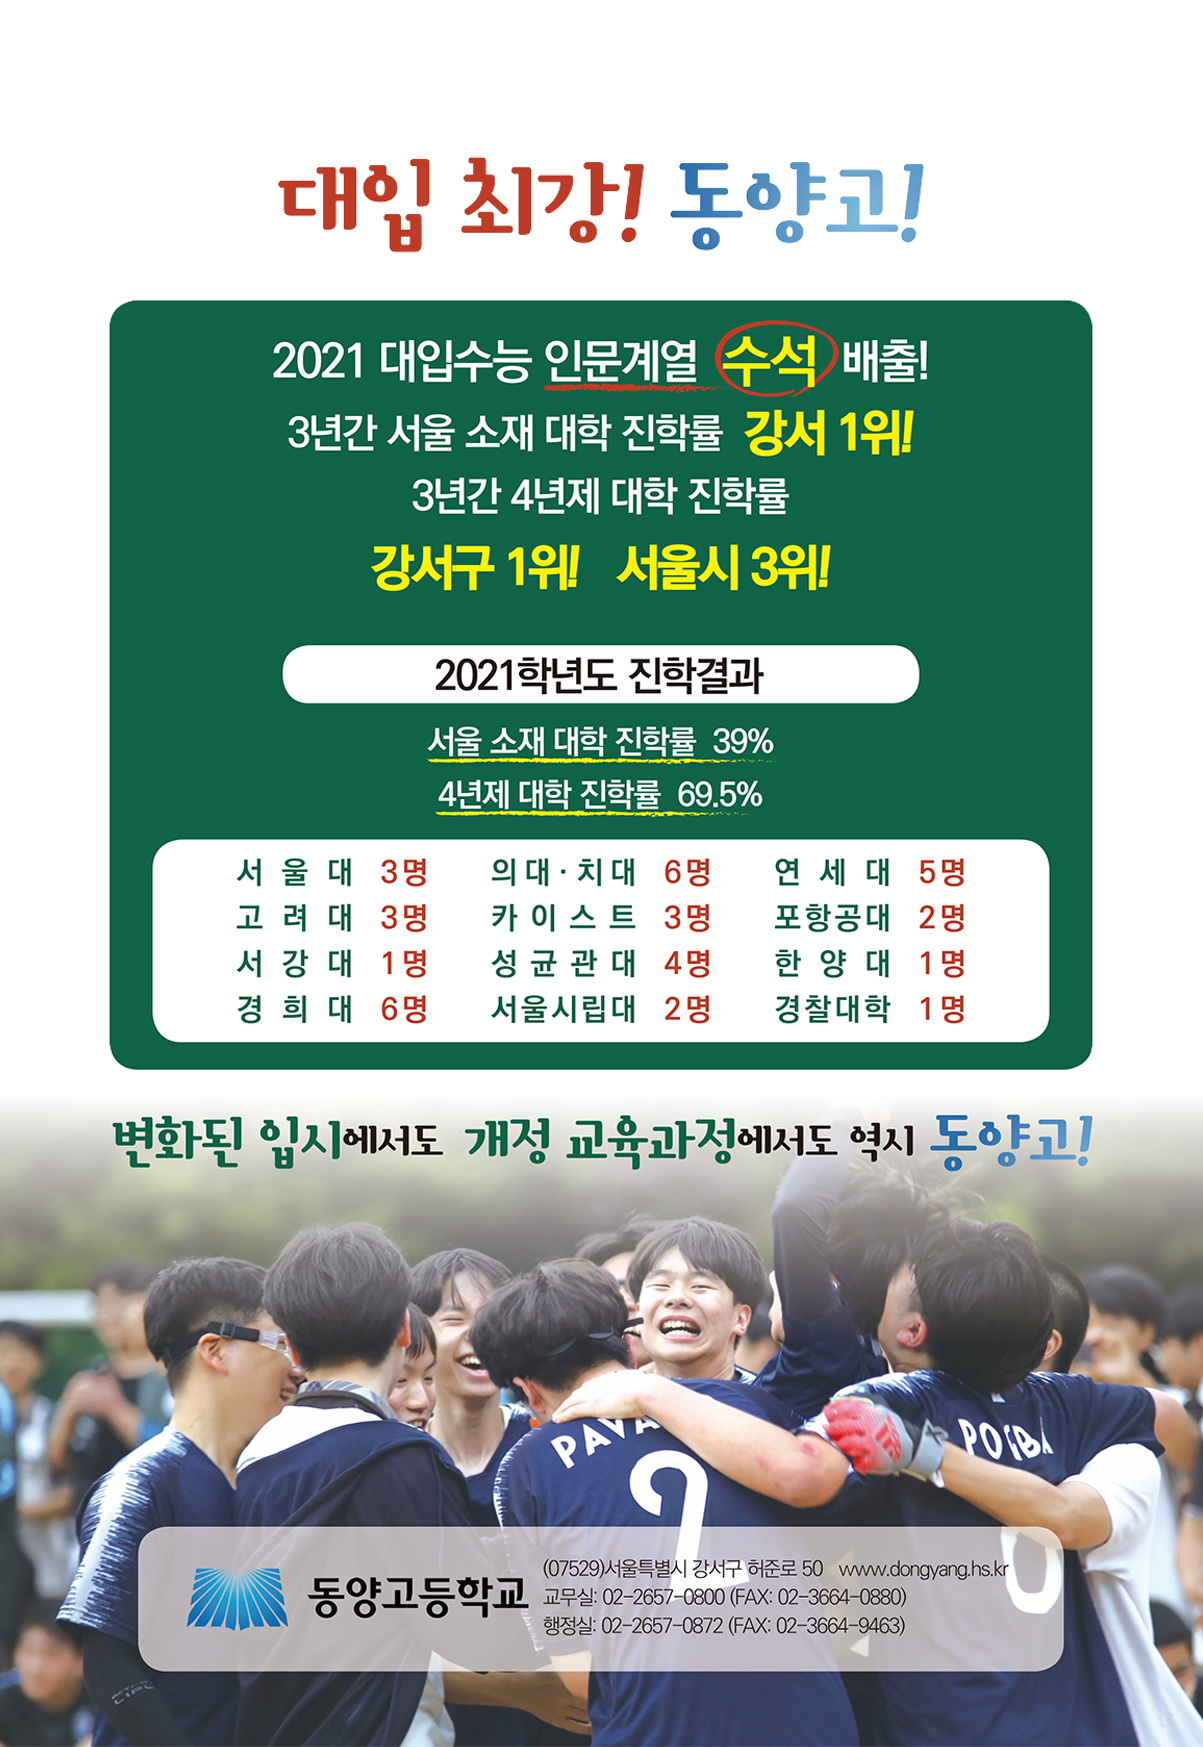 대입 최강! 동양고!
2021 대입수능 인문계열 수석 배출!
3년간 서울 소재 대학 진학률 강서 1위!
3년간 4년제 대학 진학률
강서구 1위! 서울시 3위!
2021학년도 진학결과
서울 소재 대학 진학률 39%
4년제 대학 진학률 69.5%
서울대 3명 의대·치대 6명 연세대 5명
고려대 3명 카이스트 3명 포항공대 2명
서강대 1명 성균관대 4명 한양대 1명
경희대 6명 서울시립대 2명 경찰대학 1명
변화된 입시에서도 개정 교육과정에서도 역시 동양고!
POGBA
동양고등학교
(07529)서울특별시 강서구 허준로 50 www.dongyang.hs.kr
교무실: 02-2657-0800 (FAX: 02-3664-0880)
행정실: 02-2657-0872 (FAX: 02-3664-9463)